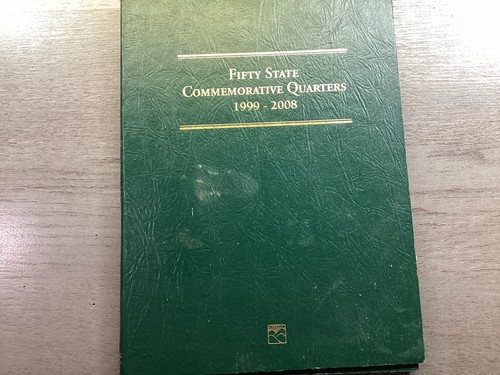 FIFTY STATE
COMMEMORATIVE QUARTERS
1999 - 2008